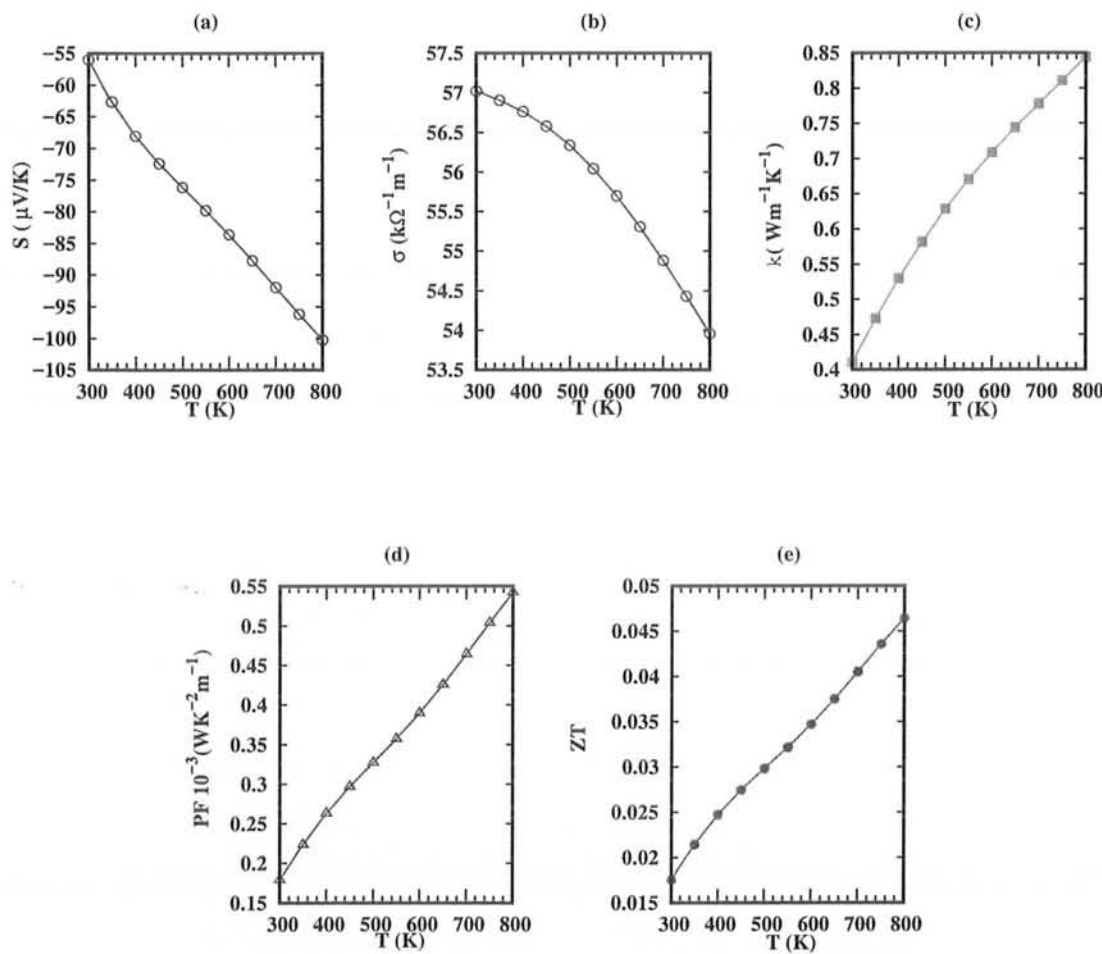 (a)
−55
−60
−65
−70
−75
−80
−85
−90
−95
−100
−105
S ( μV/K)
300 400 500 600 700 800
T (K)
(b)
57.5
57
56.5
56
55.5
55
54.5
54
53.5
σ (kΩ⁻¹m⁻¹)
300 400 500 600 700 800
T (K)
(c)
0.85
0.8
0.75
0.7
0.65
0.6
0.55
0.5
0.45
0.4
κ( Wm⁻¹K⁻¹)
300 400 500 600 700 800
T (K)
(d)
0.55
0.5
0.45
0.4
0.35
0.3
0.25
0.2
0.15
PF 10⁻³(WK⁻²m⁻¹)
300 400 500 600 700 800
T (K)
(e)
0.05
0.045
0.04
0.035
0.03
0.025
0.02
0.015
ZT
300 400 500 600 700 800
T (K)